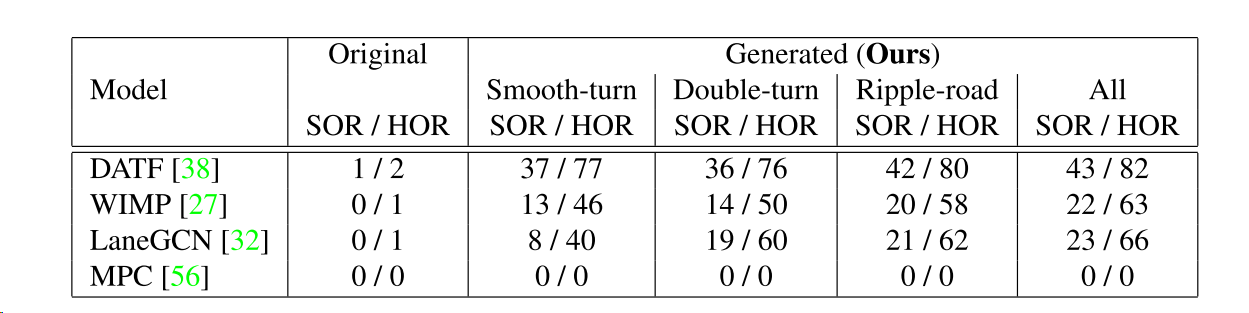 Original Generated (Ours)
Model Smooth-turn Double-turn Ripple-road All
SOR / HOR SOR / HOR SOR / HOR SOR / HOR SOR / HOR
DATF [38] 1 / 2 37 / 77 36 / 76 42 / 80 43 / 82
WIMP [27] 0 / 1 13 / 46 14 / 50 20 / 58 22 / 63
LaneGCN [32] 0 / 1 8 / 40 19 / 60 21 / 62 23 / 66
MPC [56] 0 / 0 0 / 0 0 / 0 0 / 0 0 / 0